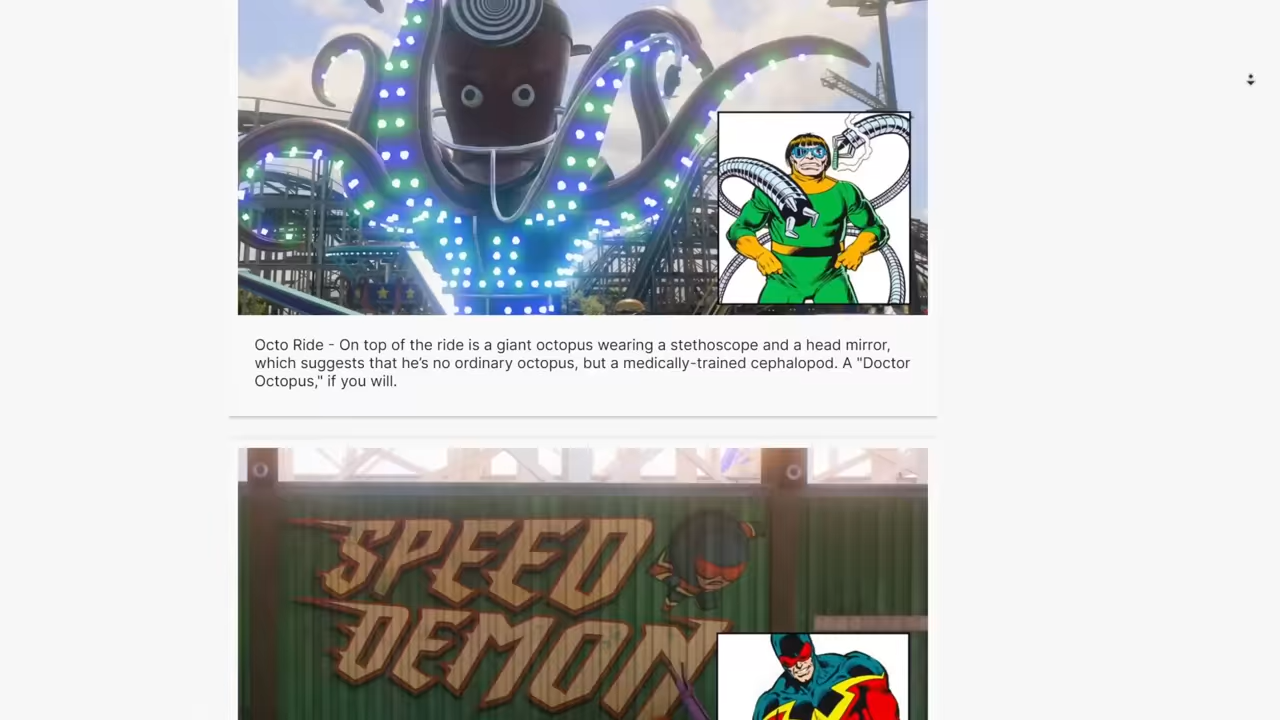 Octo Ride - On top of the ride is a giant octopus wearing a stethoscope and a head mirror,
which suggests that he’s no ordinary octopus, but a medically-trained cephalopod. A "Doctor
Octopus," if you will.
SPEED
DEMON